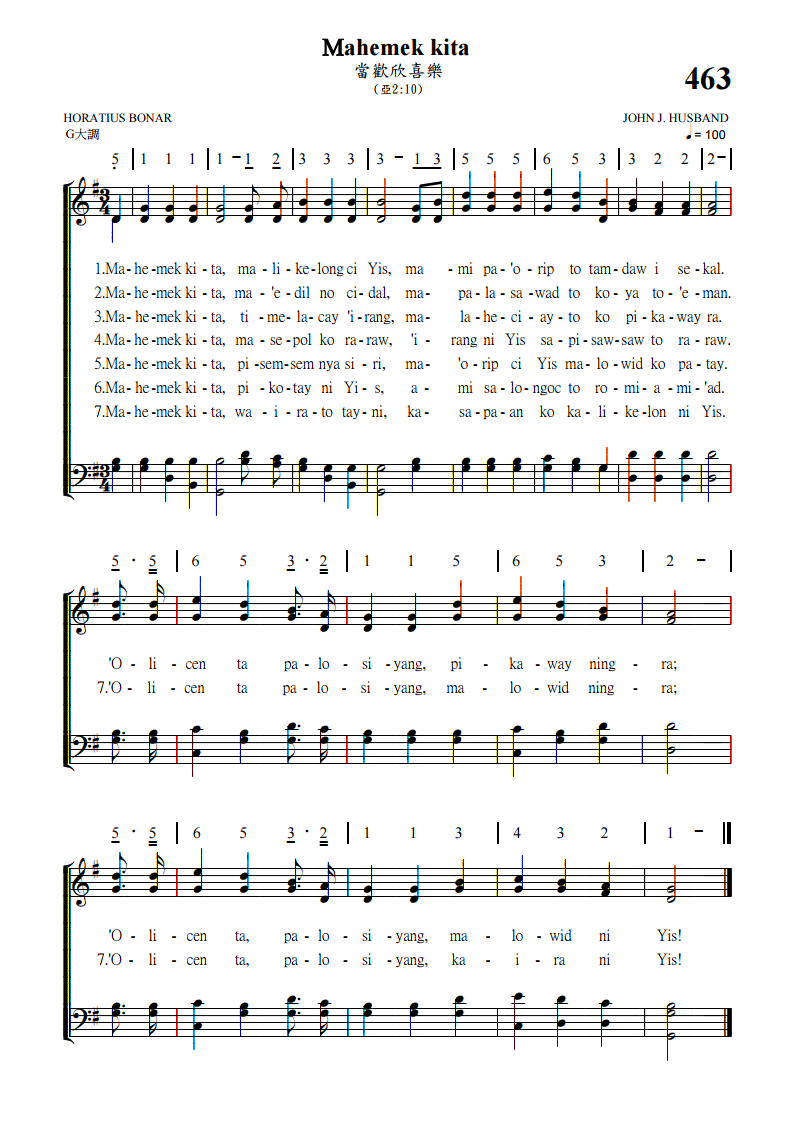 Mahemek kita
當歡欣喜樂
(亞2:10)
463
HORATIUS BONAR
JOHN J. HUSBAND
G大調
♩ = 100
5 | 1 1 1 | 1 - 1 2 | 3 3 3 | 3 - 1 3 | 5 5 5 | 6 5 3 | 3 2 2 | 2 - |
3/4
1.Ma-he-mek ki-ta, ma-li-ke-long ci Yis, ma- mi pa-'o-rip to tam-daw i se-kal.
2.Ma-he-mek ki-ta, ma-'e-dil no ci-dal, ma- pa-la-sa-wad to ko-ya to-'e-man.
3.Ma-he-mek ki-ta, ti-me-la-cay 'i-rang, ma- la-he-ci-ay-to ko pi-ka-way ra.
4.Ma-he-mek ki-ta, ma-se-pol ko ra-raw, 'i- rang ni Yis sa-pi-saw-saw to ra-raw.
5.Ma-he-mek ki-ta, pi-sem-sem nya si-ri, ma- 'o-rip ci Yis ma-lo-wid ko pa-tay.
6.Ma-he-mek ki-ta, pi-ko-tay ni Yi-s, a- mi sa-lo-ngoc to ro-mi-a-mi-'ad.
7.Ma-he-mek ki-ta, wa-i-ra-to tay-ni, ka- sa-pa-an ko ka-li-ke-lon ni Yis.
3/4
5 · 5 | 6 5 3 · 2 | 1 1 5 | 6 5 3 | 2 - |
'O-li-cen ta pa-lo-si-yang, pi-ka-way ning-ra;
7.'O-li-cen ta pa-lo-si-yang, ma-lo-wid ning-ra;
5 · 5 | 6 5 3 · 2 | 1 1 3 | 4 3 2 | 1 - ||
'O-li-cen ta, pa-lo-si-yang, ma-lo-wid ni Yis!
7.'O-li-cen ta, pa-lo-si-yang, ka-i-ra ni Yis!